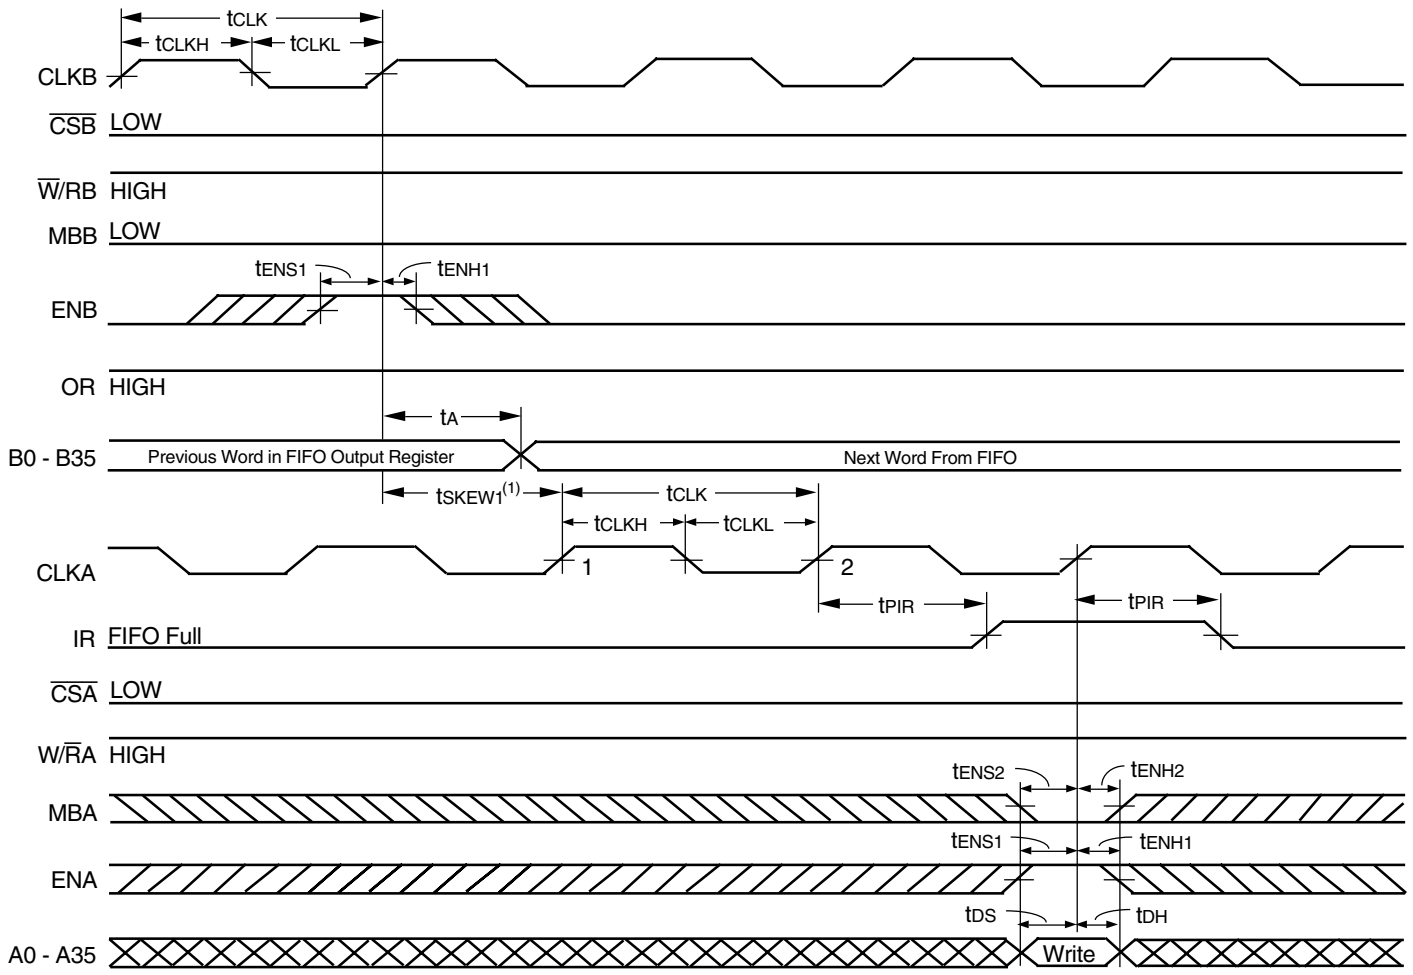 tCLK
tCLKH tCLKL
CLKB
CSB LOW
W/RB HIGH
MBB LOW
tENS1 tENH1
ENB
OR HIGH
tA
B0 - B35 Previous Word in FIFO Output Register Next Word From FIFO
tSKEW1(1) tCLK
tCLKH tCLKL
CLKA 1 2
tPIR tPIR
IR FIFO Full
CSA LOW
W/RA HIGH
tENS2 tENH2
MBA
tENS1 tENH1
ENA
tDS tDH
A0 - A35 Write